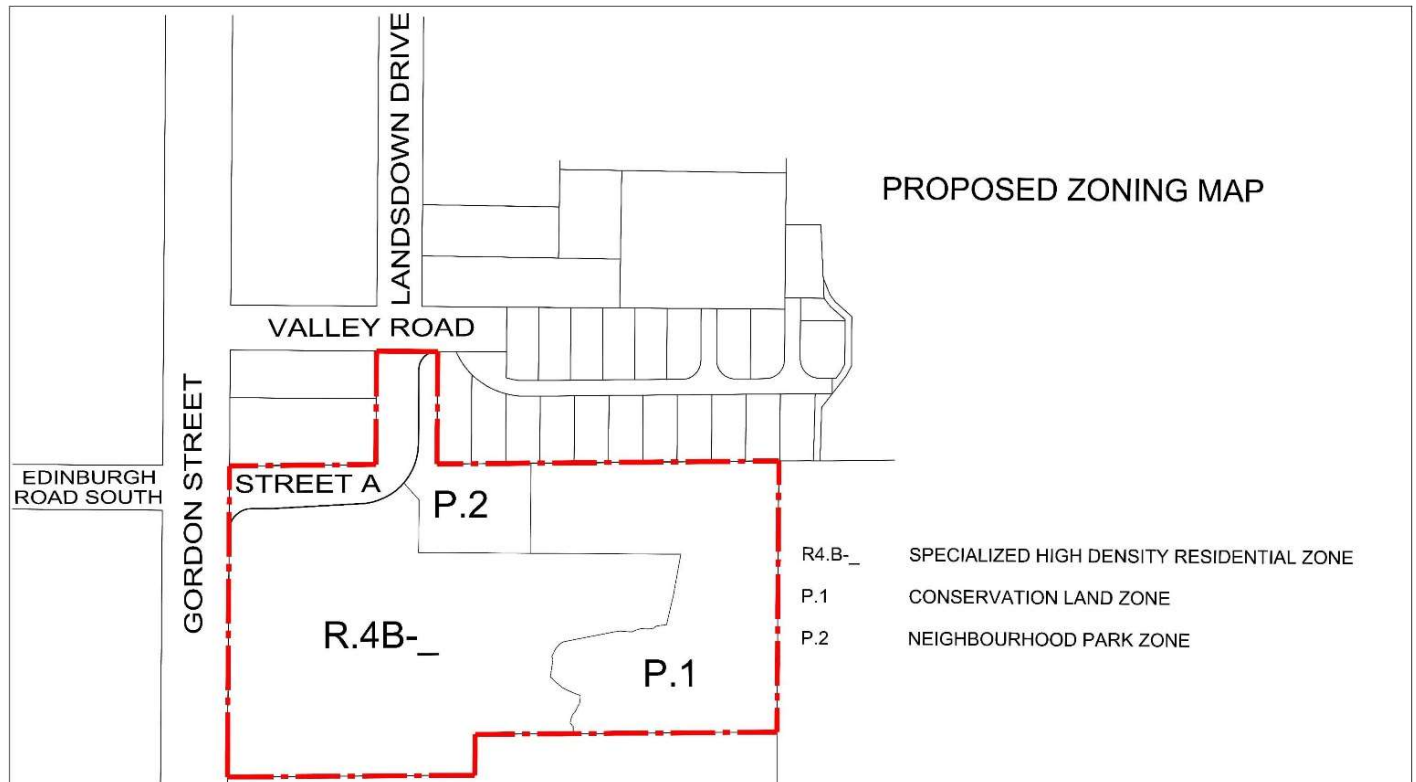 LANDSDOWN DRIVE
PROPOSED ZONING MAP
VALLEY ROAD
GORDON STREET
EDINBURGH
ROAD SOUTH
STREET A
P.2
R.4B-_
P.1
R4.B-_ SPECIALIZED HIGH DENSITY RESIDENTIAL ZONE
P.1 CONSERVATION LAND ZONE
P.2 NEIGHBOURHOOD PARK ZONE